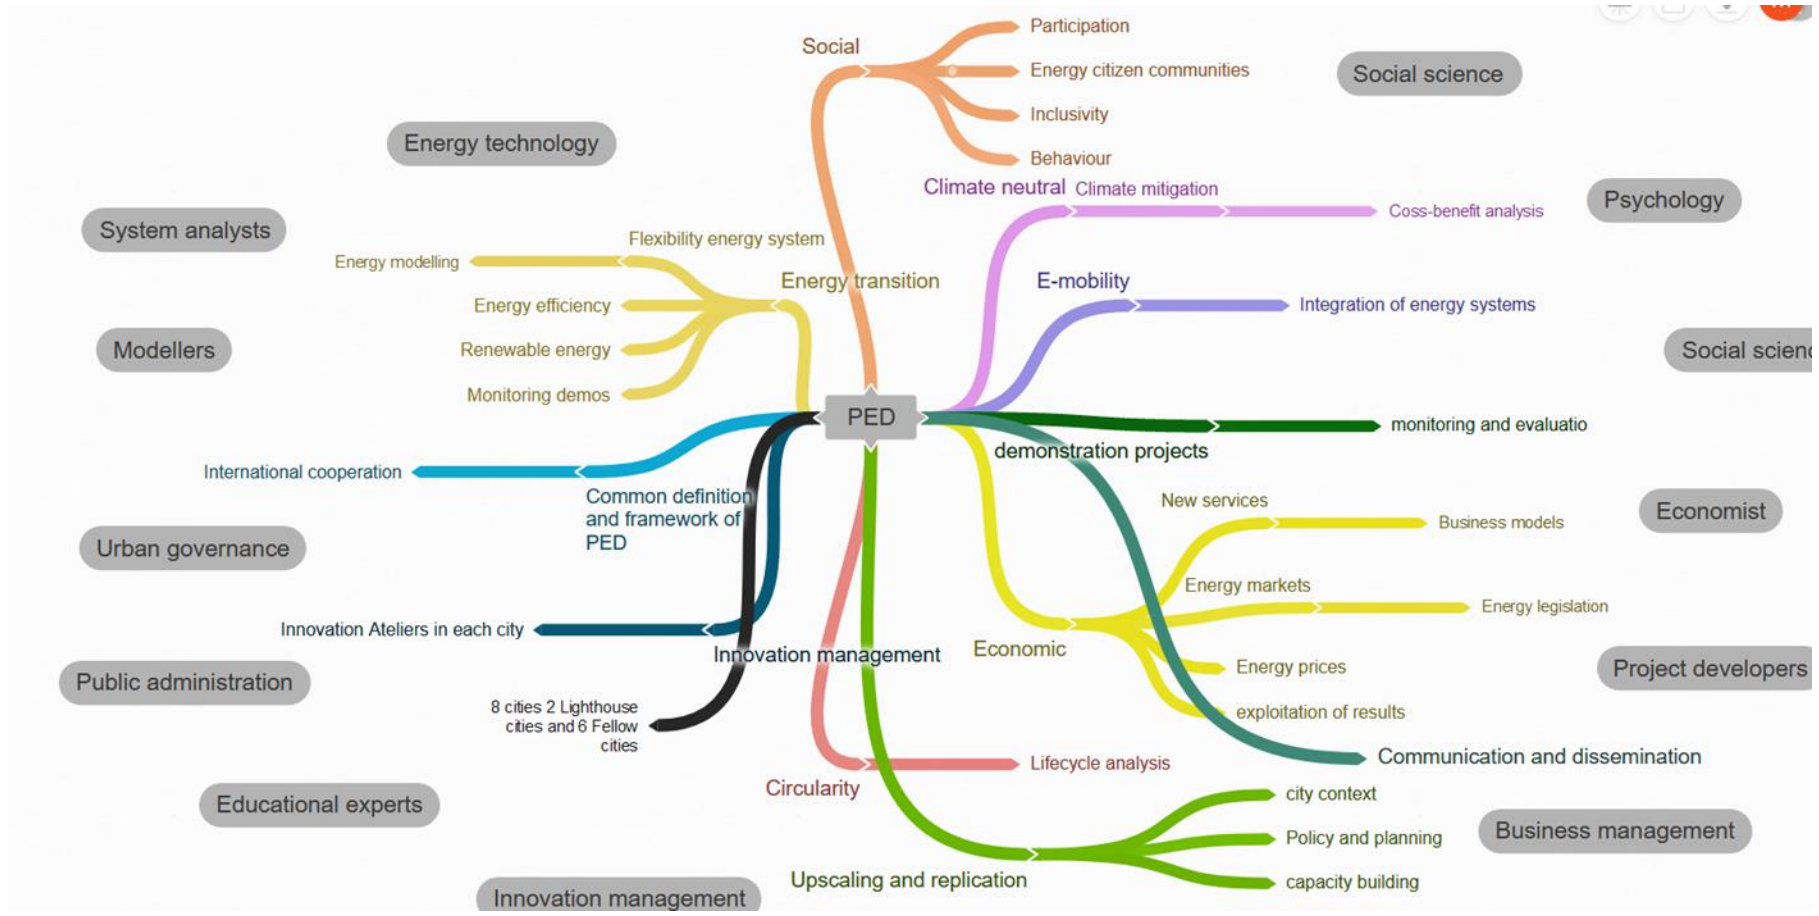 Social
Participation
Energy citizen communities
Inclusivity
Behaviour
Social science
Energy technology
Climate neutral
Climate mitigation
Coss-benefit analysis
Psychology
System analysts
Flexibility energy system
Energy modelling
Energy transition
Energy efficiency
Renewable energy
Monitoring demos
E-mobility
Integration of energy systems
Modellers
Social scienc
PED
monitoring and evaluatio
demonstration projects
International cooperation
Common definition
and framework of
PED
New services
Business models
Economist
Energy markets
Energy legislation
Urban governance
Innovation Ateliers in each city
Innovation management
Economic
Energy prices
exploitation of results
Project developers
Public administration
8 cities 2 Lighthouse
cities and 6 Fellow
cities
Communication and dissemination
Lifecycle analysis
Circularity
Educational experts
city context
Policy and planning
capacity building
Business management
Upscaling and replication
Innovation management